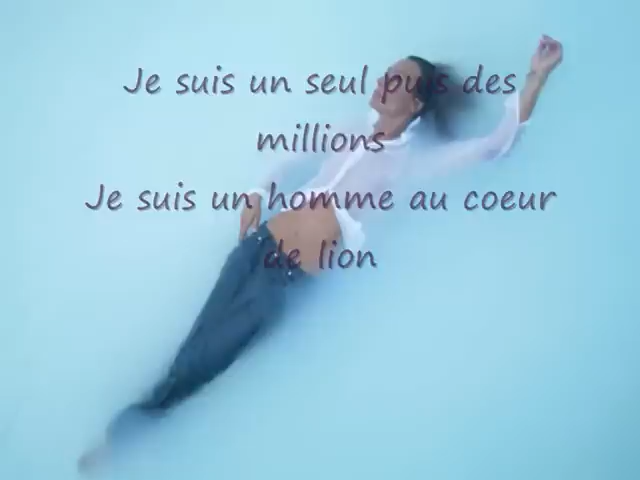 Je suis un seul puis des
millions
Je suis un homme au coeur
de lion